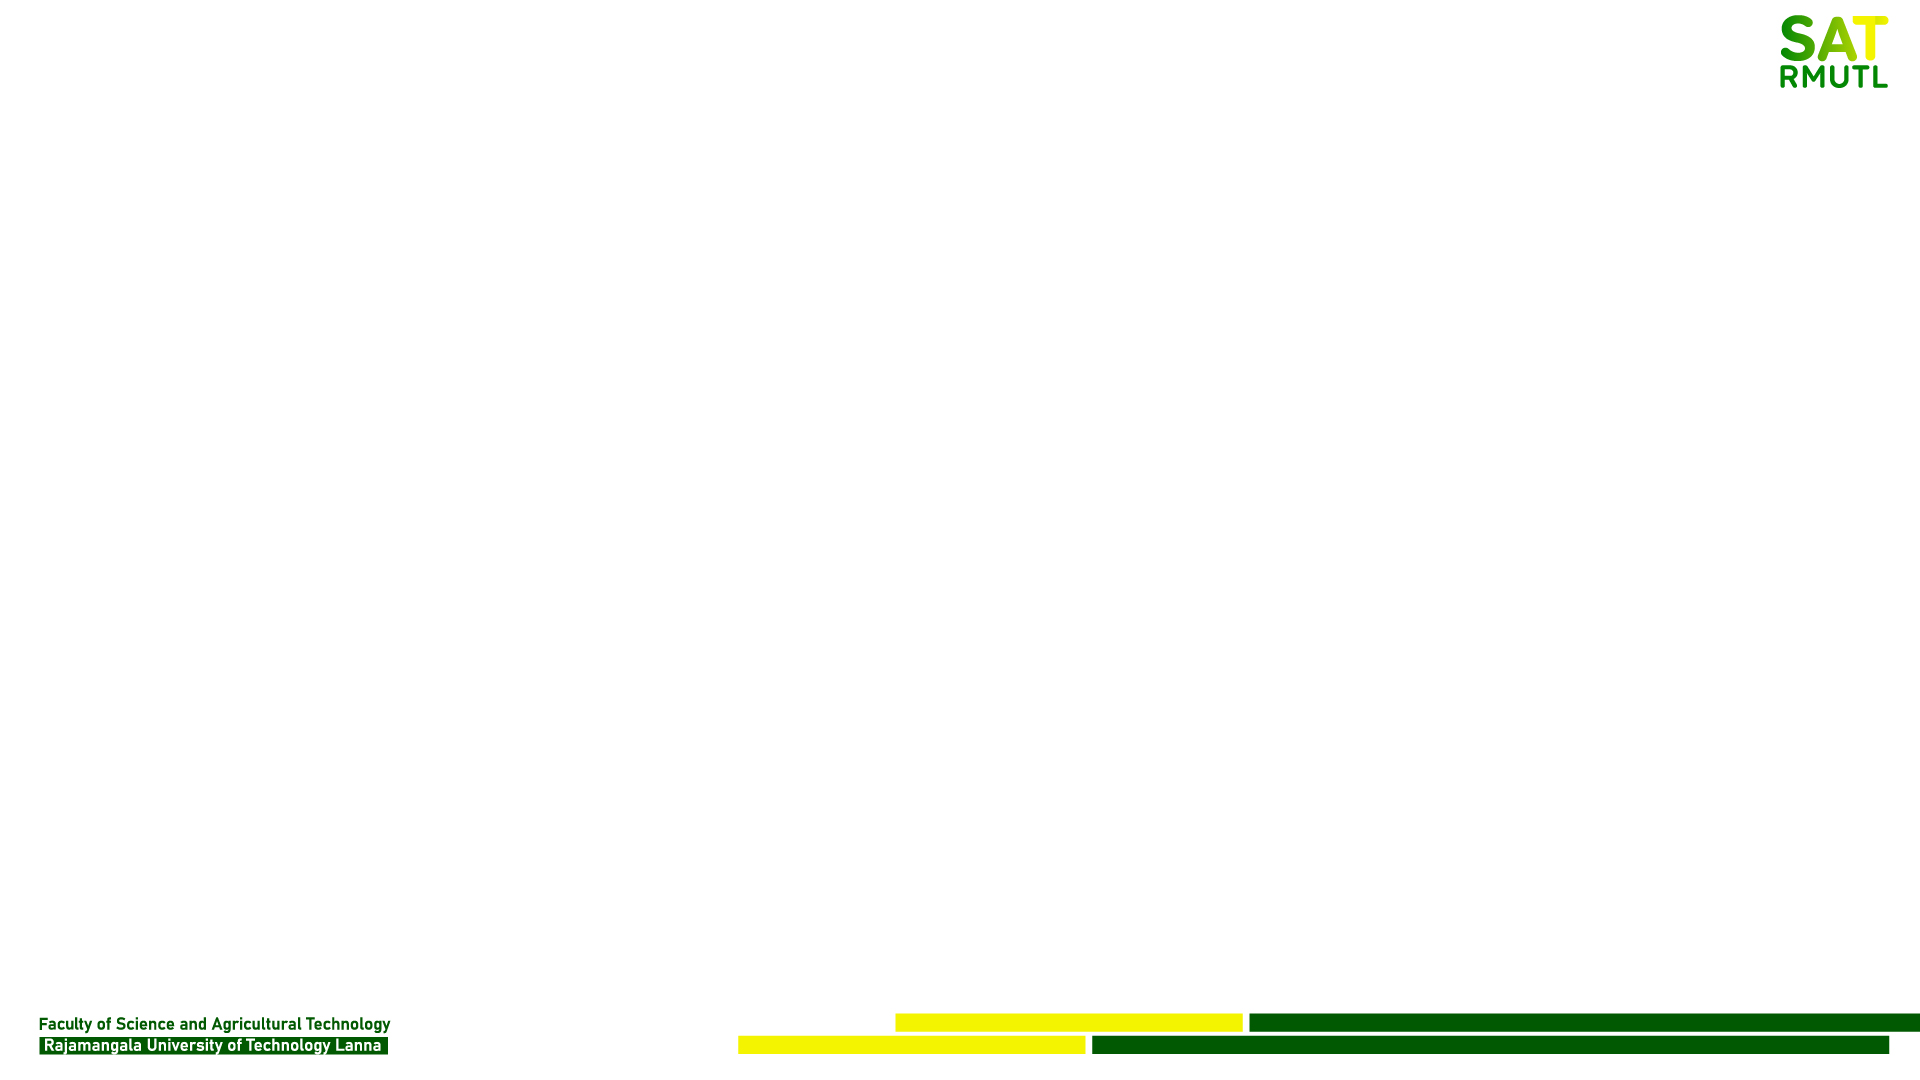 SAT
RMUTL
Faculty of Science and Agricultural Technology
Rajamangala University of Technology Lanna